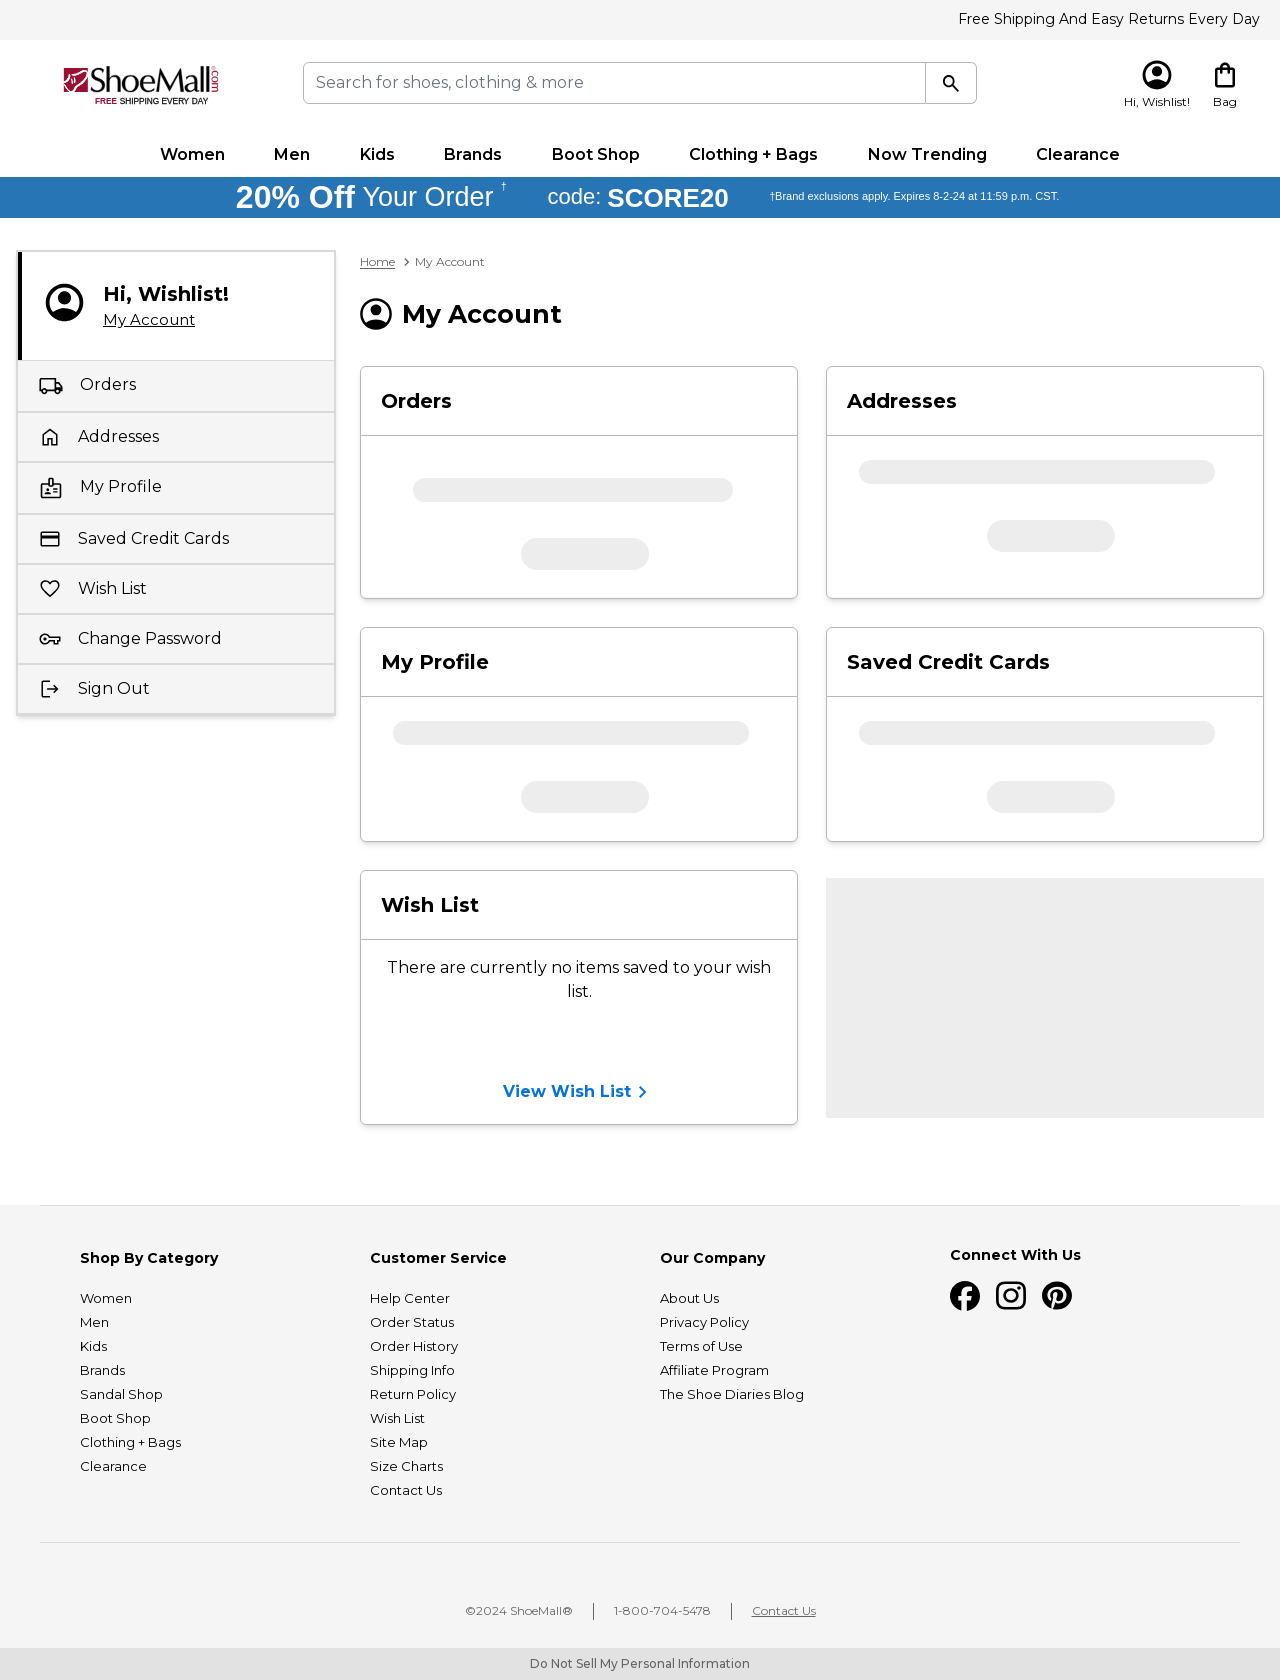 Free Shipping And Easy Returns Every Day
ShoeMall®.com
FREE SHIPPING EVERY DAY
Search for shoes, clothing & more
Hi, Wishlist!
Bag
Women Men Kids Brands Boot Shop Clothing + Bags Now Trending Clearance
20% Off Your Order † code: SCORE20 †Brand exclusions apply. Expires 8-2-24 at 11:59 p.m. CST.
Hi, Wishlist!
My Account
Orders
Addresses
My Profile
Saved Credit Cards
Wish List
Change Password
Sign Out
Home > My Account
My Account
Orders
Addresses
My Profile
Saved Credit Cards
Wish List
There are currently no items saved to your wish
list.
View Wish List >
Shop By Category
Women
Men
Kids
Brands
Sandal Shop
Boot Shop
Clothing + Bags
Clearance
Customer Service
Help Center
Order Status
Order History
Shipping Info
Return Policy
Wish List
Site Map
Size Charts
Contact Us
Our Company
About Us
Privacy Policy
Terms of Use
Affiliate Program
The Shoe Diaries Blog
Connect With Us
©2024 ShoeMall® | 1-800-704-5478 | Contact Us
Do Not Sell My Personal Information